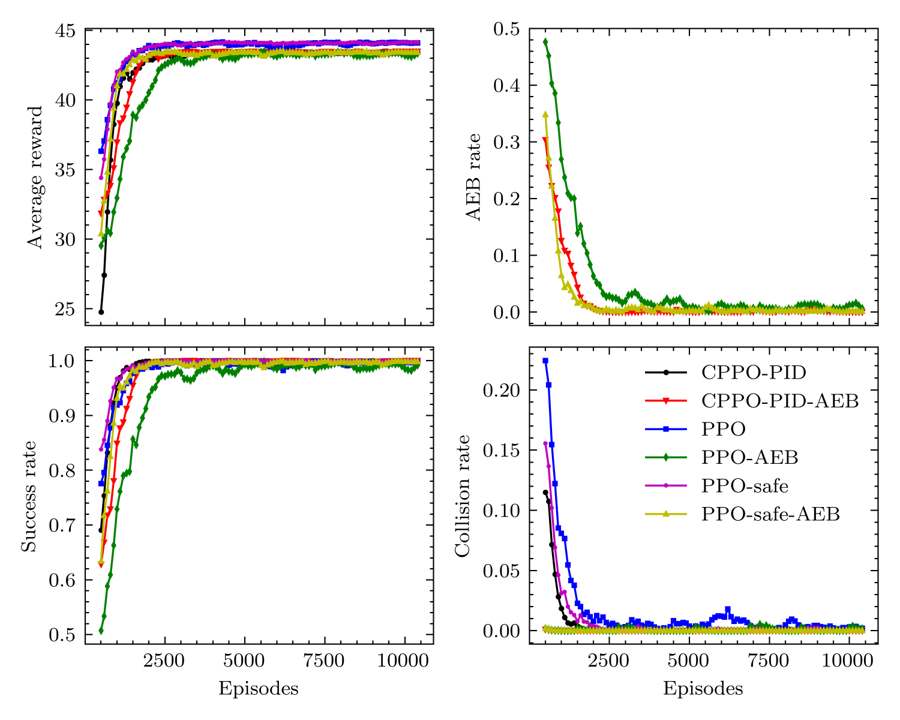 45
40
35
30
25
Average reward
0.5
0.4
0.3
0.2
0.1
0.0
AEB rate
1.0
0.9
0.8
0.7
0.6
0.5
Success rate
2500 5000 7500 10000
Episodes
0.20
0.15
0.10
0.05
0.00
Collision rate
CPPO-PID
CPPO-PID-AEB
PPO
PPO-AEB
PPO-safe
PPO-safe-AEB
2500 5000 7500 10000
Episodes